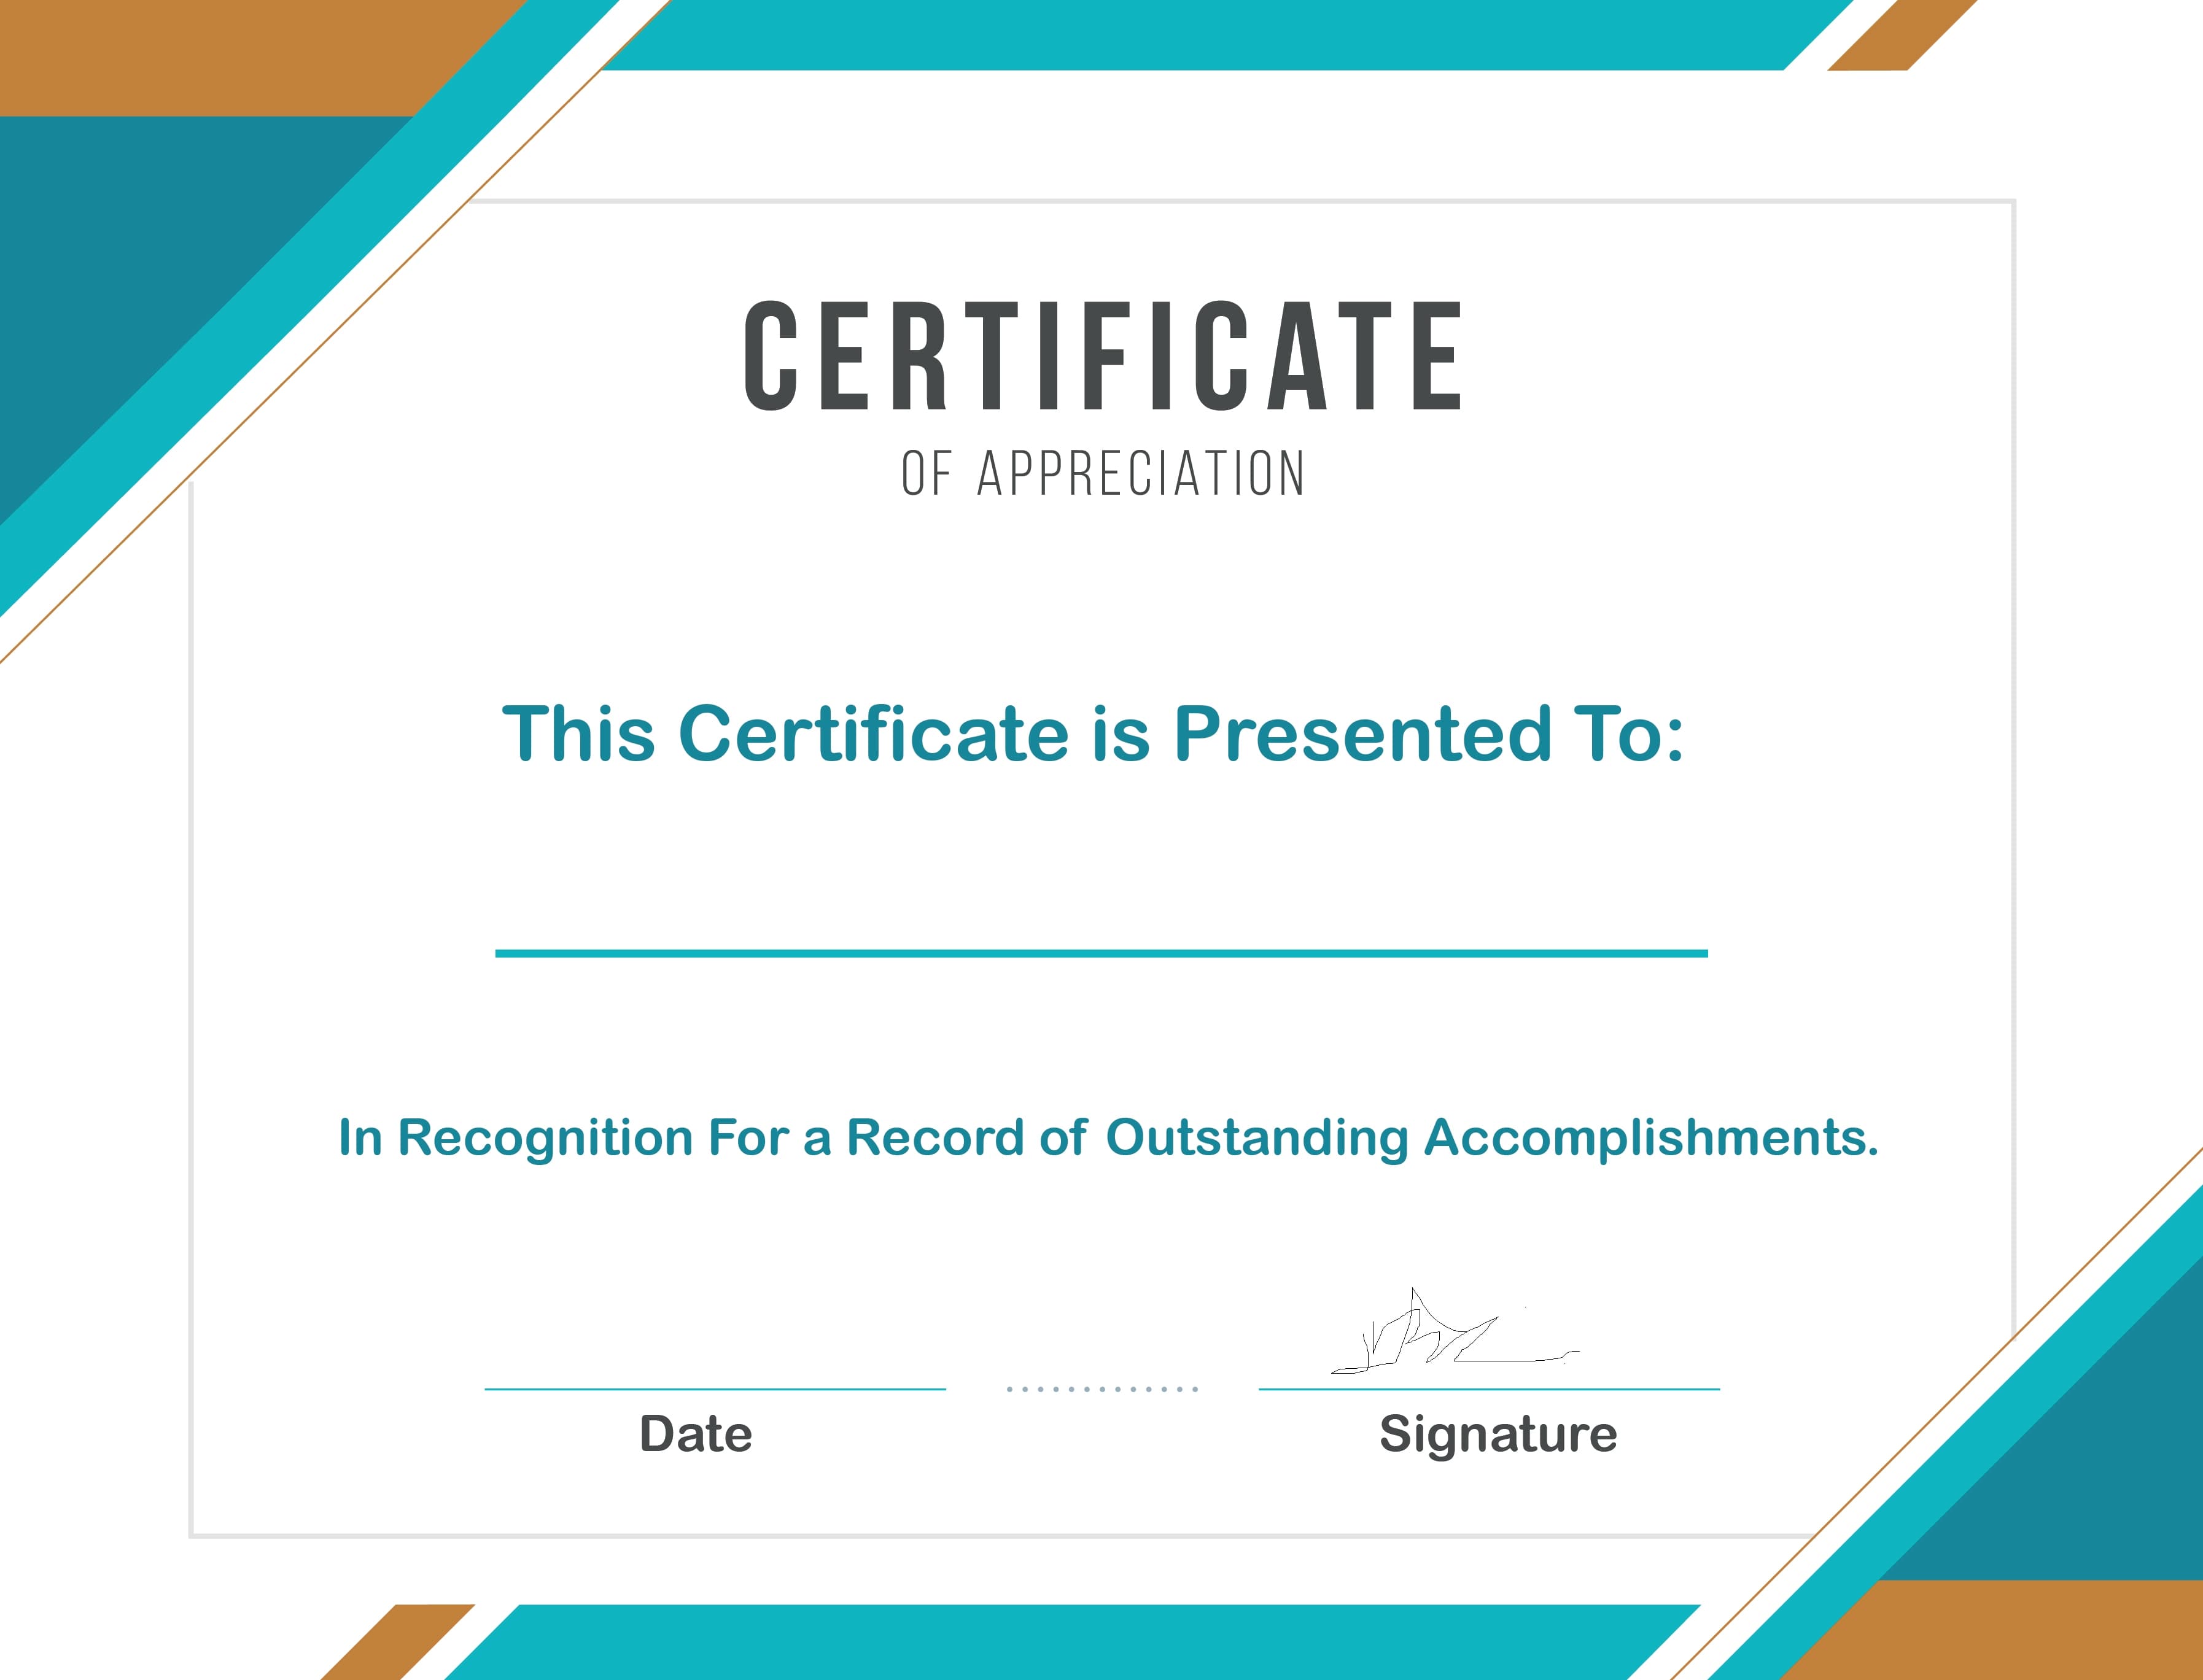 CERTIFICATE
OF APPRECIATION
This Certificate is Presented To:
In Recognition For a Record of Outstanding Accomplishments.
Date
Signature